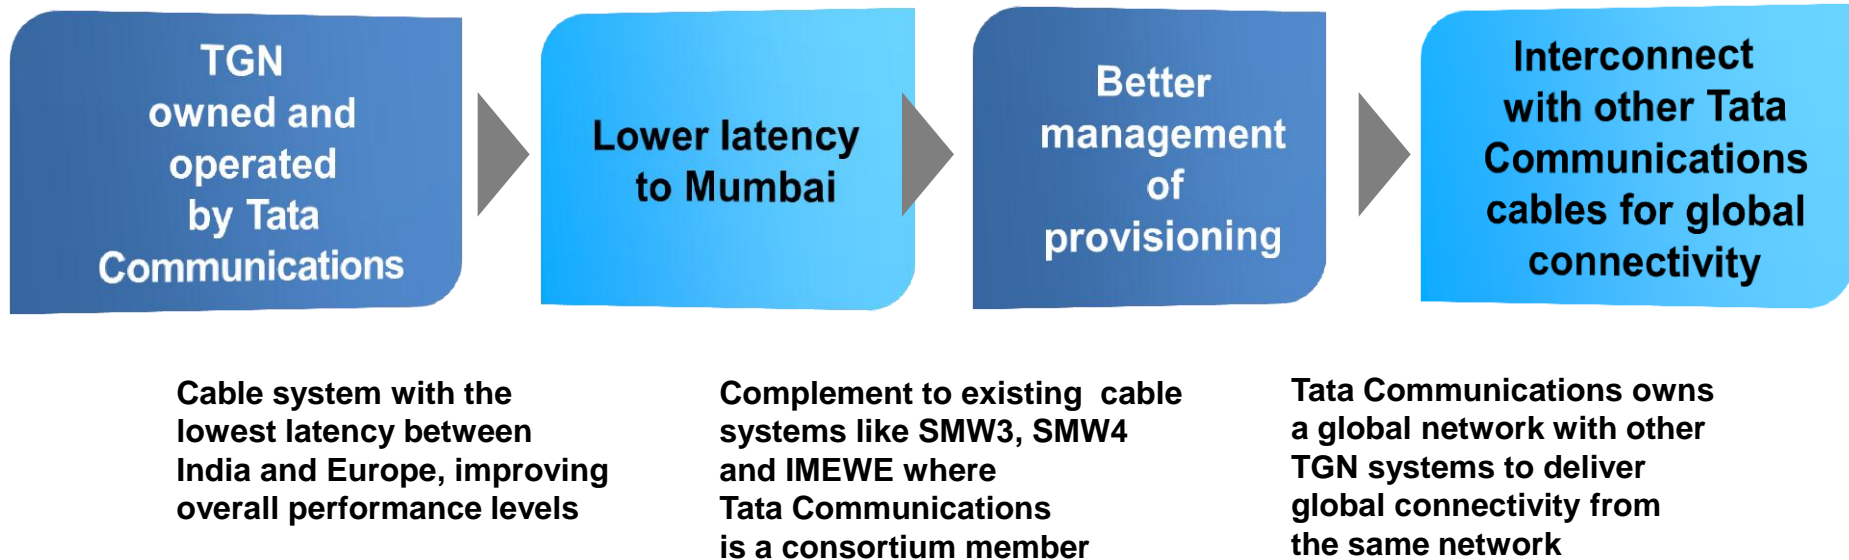 TGN
owned and
operated
by Tata
Communications
Lower latency
to Mumbai
Better
management
of
provisioning
Interconnect
with other Tata
Communications
cables for global
connectivity
Cable system with the
lowest latency between
India and Europe, improving
overall performance levels
Complement to existing cable
systems like SMW3, SMW4
and IMEWE where
Tata Communications
is a consortium member
Tata Communications owns
a global network with other
TGN systems to deliver
global connectivity from
the same network